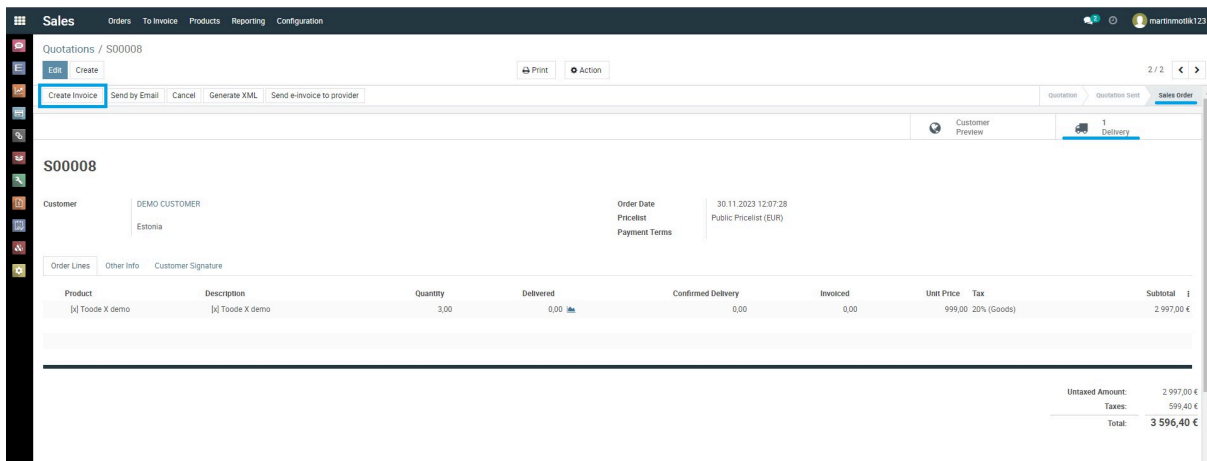 Sales Orders To Invoice Products Reporting Configuration 2 martinmotlik123
Quotations / S00008
Edit Create Print Action 2 / 2
Create Invoice Send by Email Cancel Generate XML Send e-invoice to provider Quotation Quotation Sent Sales Order
Customer Preview 1 Delivery
S00008
Customer DEMO CUSTOMER Order Date 30.11.2023 12:07:28
Estonia Pricelist Public Pricelist (EUR)
Payment Terms
Order Lines Other Info Customer Signature
Product Description Quantity Delivered Confirmed Delivery Invoiced Unit Price Tax Subtotal
[x] Toode X demo [x] Toode X demo 3,00 0,00 0,00 0,00 999,00 20% (Goods) 2 997,00 €
Untaxed Amount: 2 997,00 €
Taxes: 599,40 €
Total: 3 596,40 €